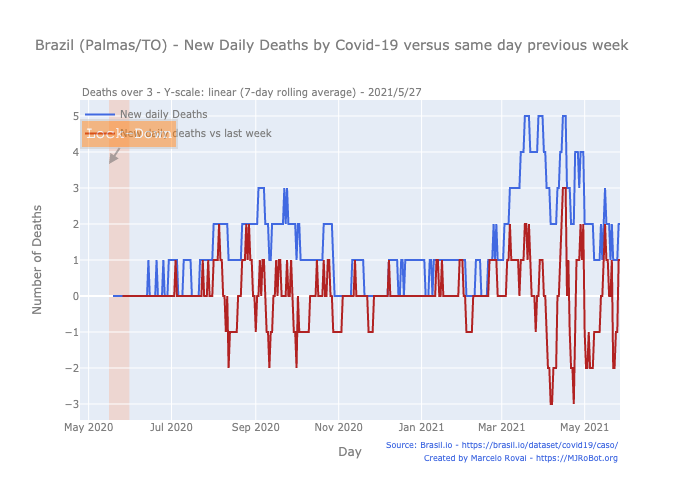 Brazil (Palmas/TO) - New Daily Deaths by Covid-19 versus same day previous week
Deaths over 3 - Y-scale: linear (7-day rolling average) - 2021/5/27
New daily Deaths
Lock Down
deaths vs last week
5
4
3
2
1
0
−1
−2
−3
Number of Deaths
May 2020
Jul 2020
Sep 2020
Nov 2020
Jan 2021
Mar 2021
May 2021
Day
Source: Brasil.io - https://brasil.io/dataset/covid19/caso/
Created by Marcelo Rovai - https://MJRoBot.org